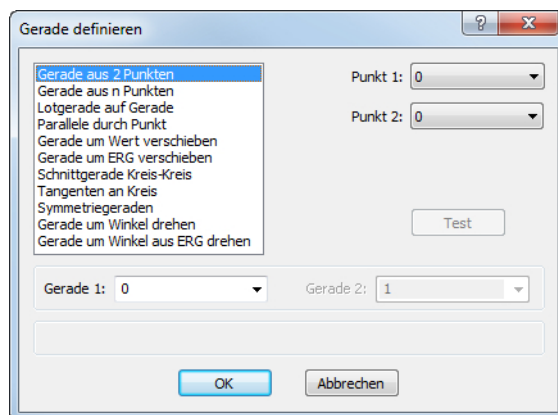 Gerade definieren
Gerade aus 2 Punkten
Gerade aus n Punkten
Lotgerade auf Gerade
Parallele durch Punkt
Gerade um Wert verschieben
Gerade um ERG verschieben
Schnittgerade Kreis-Kreis
Tangenten an Kreis
Symmetriegeraden
Gerade um Winkel drehen
Gerade um Winkel aus ERG drehen
Punkt 1: 0
Punkt 2: 0
Test
Gerade 1: 0
Gerade 2: 1
OK
Abbrechen